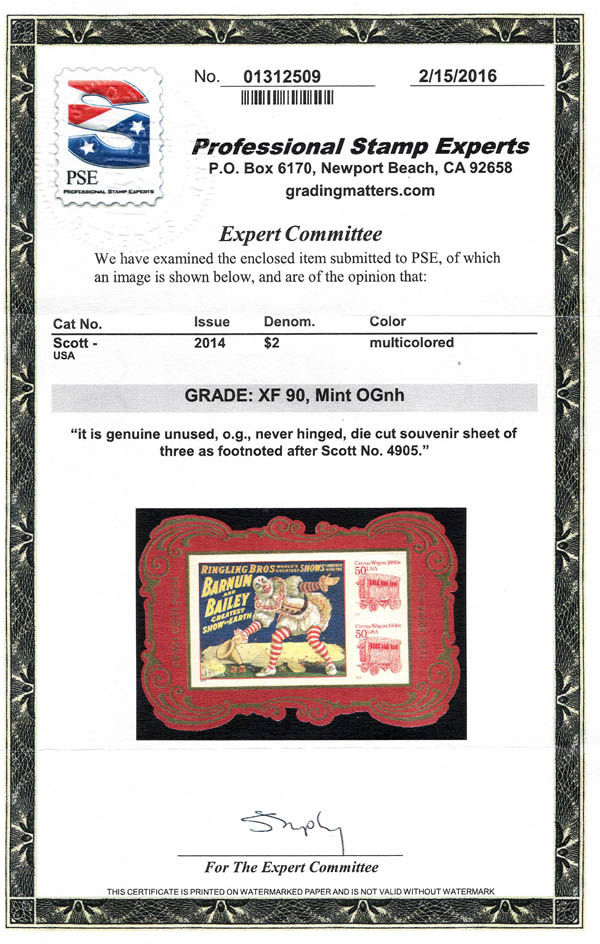 No. 01312509 2/15/2016
PSE
PROFESSIONAL STAMP EXPERTS
Professional Stamp Experts
P.O. Box 6170, Newport Beach, CA 92658
gradingmatters.com
Expert Committee
We have examined the enclosed item submitted to PSE, of which
an image is shown below, and are of the opinion that:
Cat No. Issue Denom. Color
Scott - 2014 $2 multicolored
USA
GRADE: XF 90, Mint OGnh
“it is genuine unused, o.g., never hinged, die cut souvenir sheet of
three as footnoted after Scott No. 4905.”
RINGLING BROS WORLD'S GREATEST SHOWS
BARNUM
AND
BAILEY
GREATEST
SHOW ON EARTH
Circus Wagon 1900s
50 USA
Circus Wagon 1900s
50 USA
For The Expert Committee
THIS CERTIFICATE IS PRINTED ON WATERMARKED PAPER AND IS NOT VALID WITHOUT WATERMARK